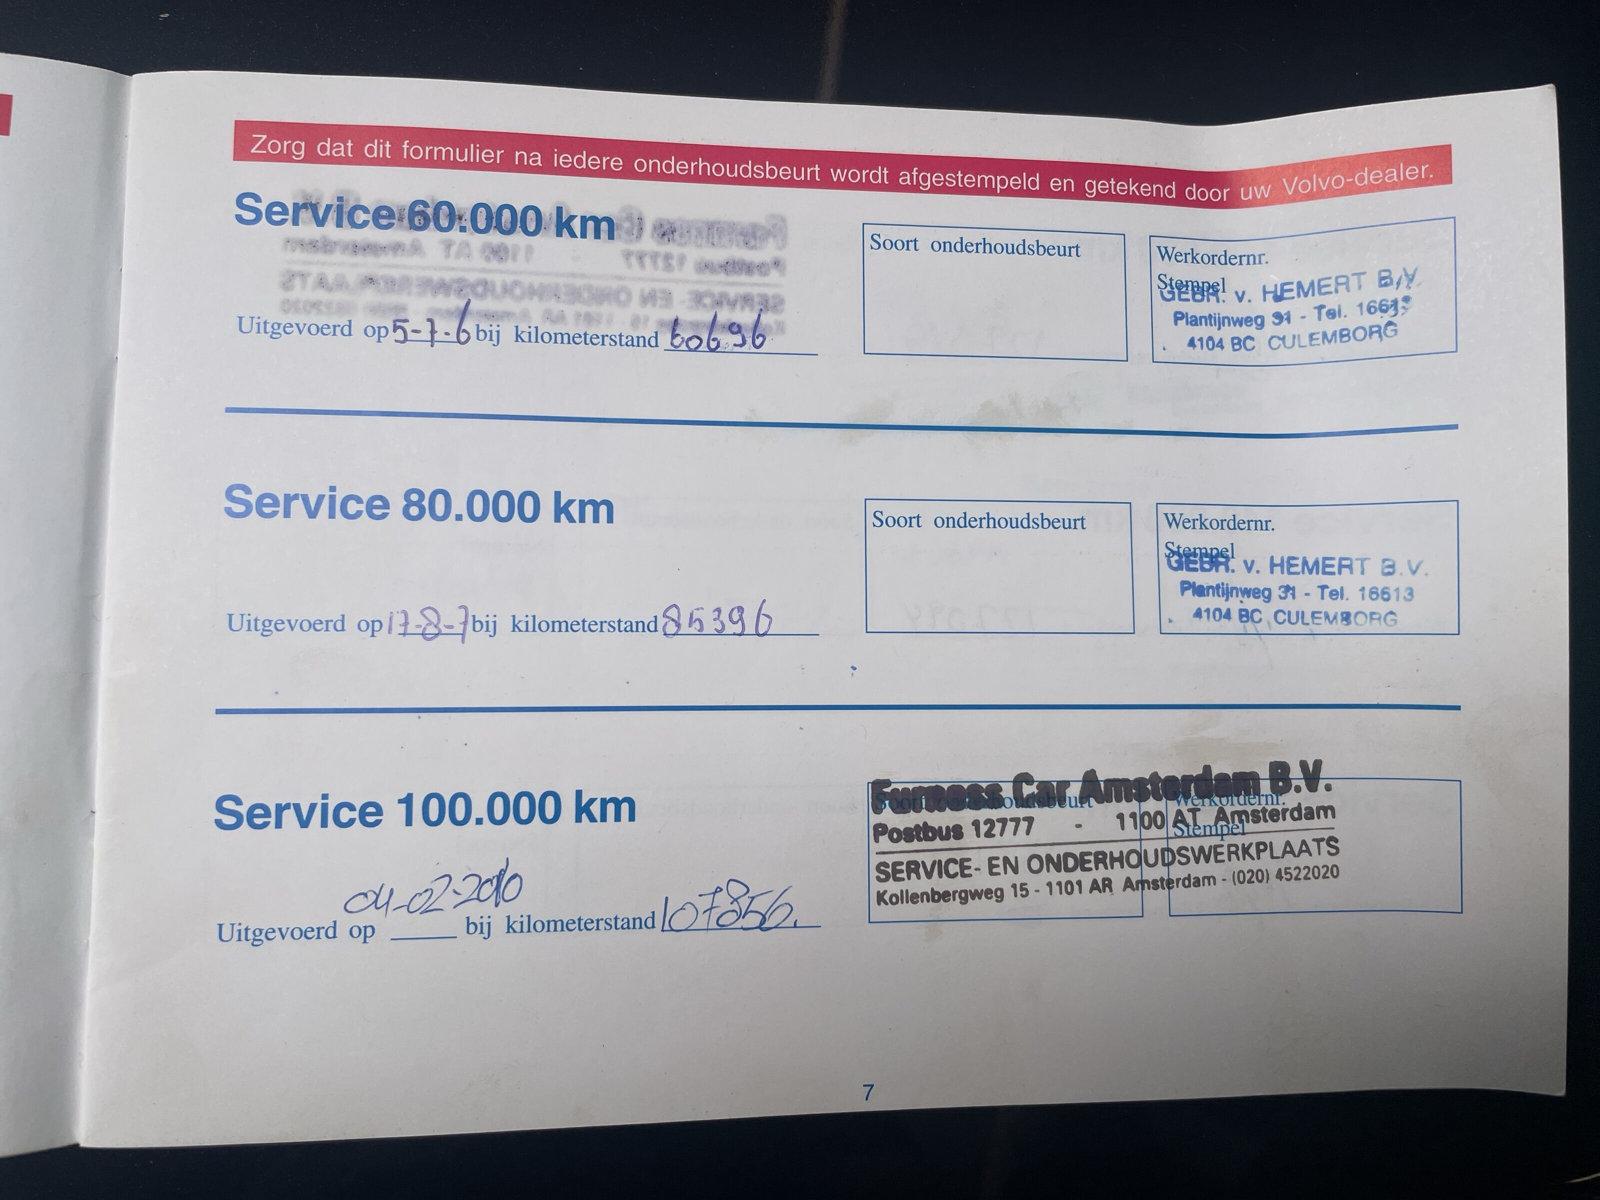 Zorg dat dit formulier na iedere onderhoudsbeurt wordt afgestempeld en getekend door uw Volvo-dealer.
Service 60.000 km
Soort onderhoudsbeurt
Werkordernr.
Stempel
GEBR. v. HEMERT B.V.
Plantijnweg 31 - Tel. 16613
4104 BC CULEMBORG
Uitgevoerd op 5-7-6 bij kilometerstand 60696
Service 80.000 km
Soort onderhoudsbeurt
Werkordernr.
Stempel
GEBR. v. HEMERT B.V.
Plantijnweg 31 - Tel. 16613
4104 BC CULEMBORG
Uitgevoerd op 17-8-7 bij kilometerstand 85396
Service 100.000 km
Soort onderhoudsbeurt
Werkordernr.
Stempel
Furness Car Amsterdam B.V.
Postbus 12777 - 1100 AT Amsterdam
SERVICE- EN ONDERHOUDSWERKPLAATS
Kollenbergweg 15 - 1101 AR Amsterdam - (020) 4522020
Uitgevoerd op 04-02-2010 bij kilometerstand 107856.
7